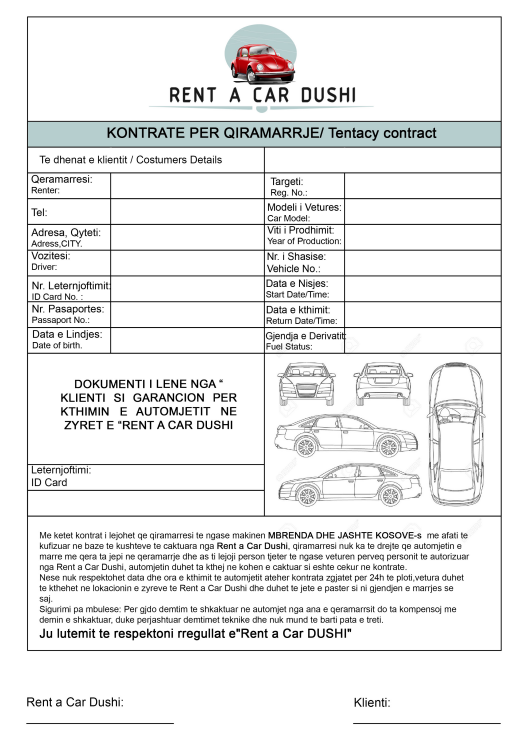 RENT A CAR DUSHI
KONTRATE PER QIRAMARRJE/ Tentacy contract
Te dhenat e klientit / Costumers Details
Qeramarresi:
Renter:
Targeti:
Reg. No.:
Tel:
Modeli i Vetures:
Car Model:
Adresa, Qyteti:
Adress,CITY.
Viti i Prodhimit:
Year of Production:
Vozitesi:
Driver:
Nr. i Shasise:
Vehicle No.:
Nr. Leternjoftimit:
ID Card No. :
Data e Nisjes:
Start Date/Time:
Nr. Pasaportes:
Passaport No.:
Data e kthimit:
Return Date/Time:
Data e Lindjes:
Date of birth.
Gjendja e Derivatit:
Fuel Status:
DOKUMENTI I LENE NGA “
KLIENTI SI GARANCION PER
KTHIMIN E AUTOMJETIT NE
ZYRET E "RENT A CAR DUSHI
Leternjoftimi:
ID Card
Me ketet kontrat i lejohet qe qiramarresi te ngase makinen MBRENDA DHE JASHTE KOSOVE-s me afati te
kufizuar ne baze te kushteve te caktuara nga Rent a Car Dushi, qiramarresi nuk ka te drejte qe automjetin e
marre me qera ta jepi ne qeramarrje dhe as ti lejoji person tjeter te ngase veturen perveq personit te autorizuar
nga Rent a Car Dushi, automjetin duhet ta kthej ne kohen e caktuar si eshte oekur ne kontrate.
Nese nuk respektohet data dhe ora e kthimit te automjetit ateher kontrata zgjatet per 24h te ploti,vetura duhet
te kthehet ne lokacionin e zyreve te Rent a Car Dushi dhe duhet te jete e paster si ni gjendjen e marrjes se
saj.
Sigurimi pa mbulese: Per gjdo demtim te shkaktuar ne automjet nga ana e qeramarrsit do ta kompensoj me
demin e shkaktuar, duke perjashtuar demtimet teknike dhe nuk mund te barti pata e treti.
Ju lutemit te respektoni rregullat e"Rent a Car DUSHI"
Rent a Car Dushi:
Klienti: